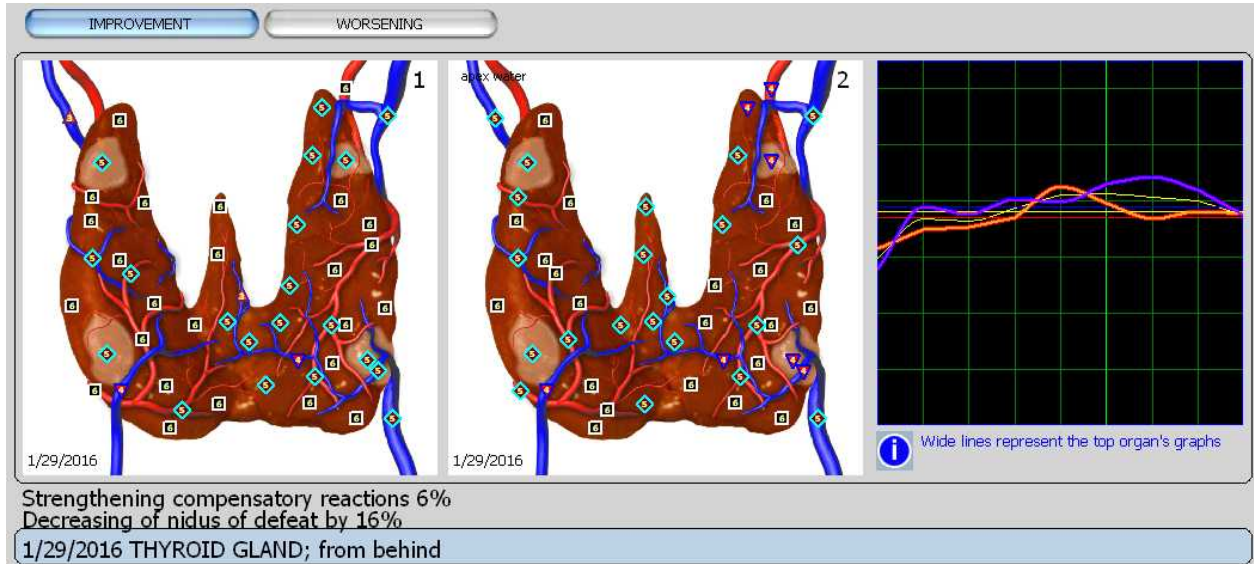 IMPROVEMENT WORSENING
1
apex water 2
1/29/2016
1/29/2016
Wide lines represent the top organ's graphs
Strengthening compensatory reactions 6%
Decreasing of nidus of defeat by 16%
1/29/2016 THYROID GLAND; from behind